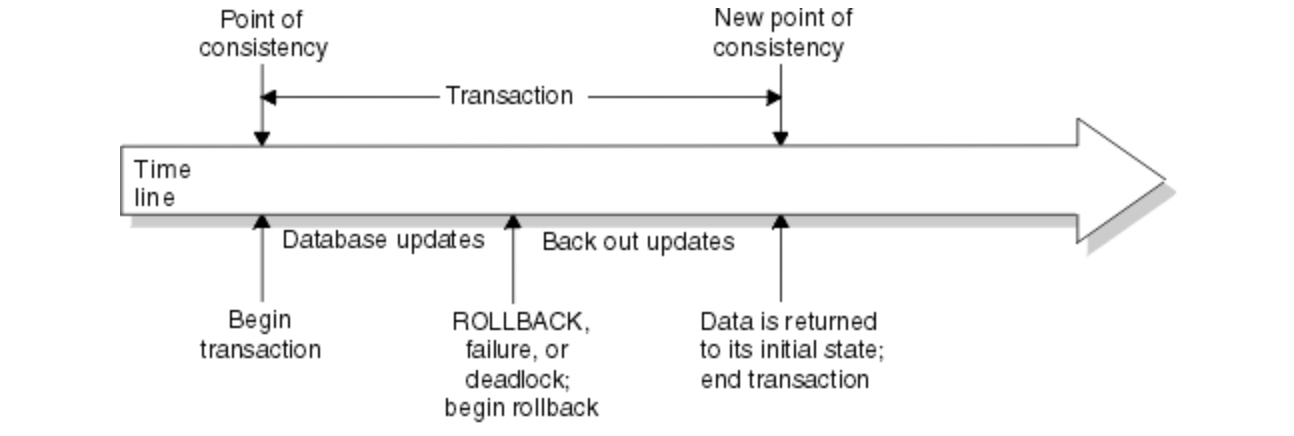 Point of
consistency
New point of
consistency
Transaction
Time
line
Database updates
Back out updates
Begin
transaction
ROLLBACK,
failure, or
deadlock;
begin rollback
Data is returned
to its initial state;
end transaction